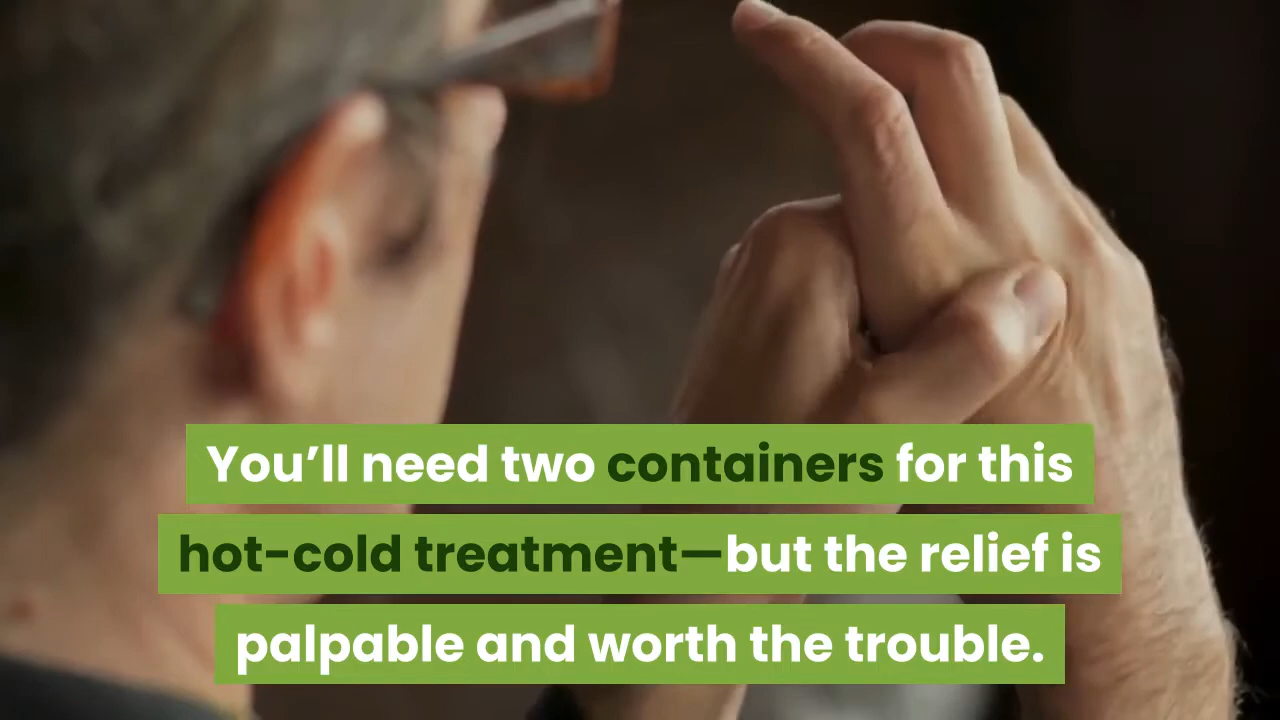 You’ll need two containers for this
hot-cold treatment—but the relief is
palpable and worth the trouble.